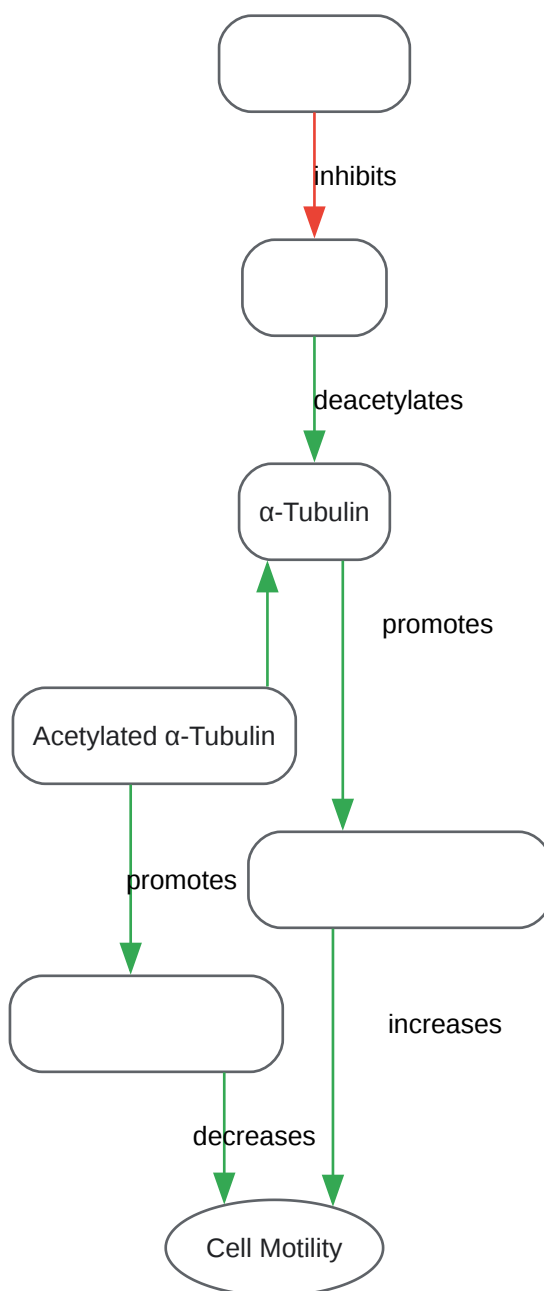 inhibits
deacetylates
α-Tubulin
promotes
Acetylated α-Tubulin
promotes
increases
decreases
Cell Motility